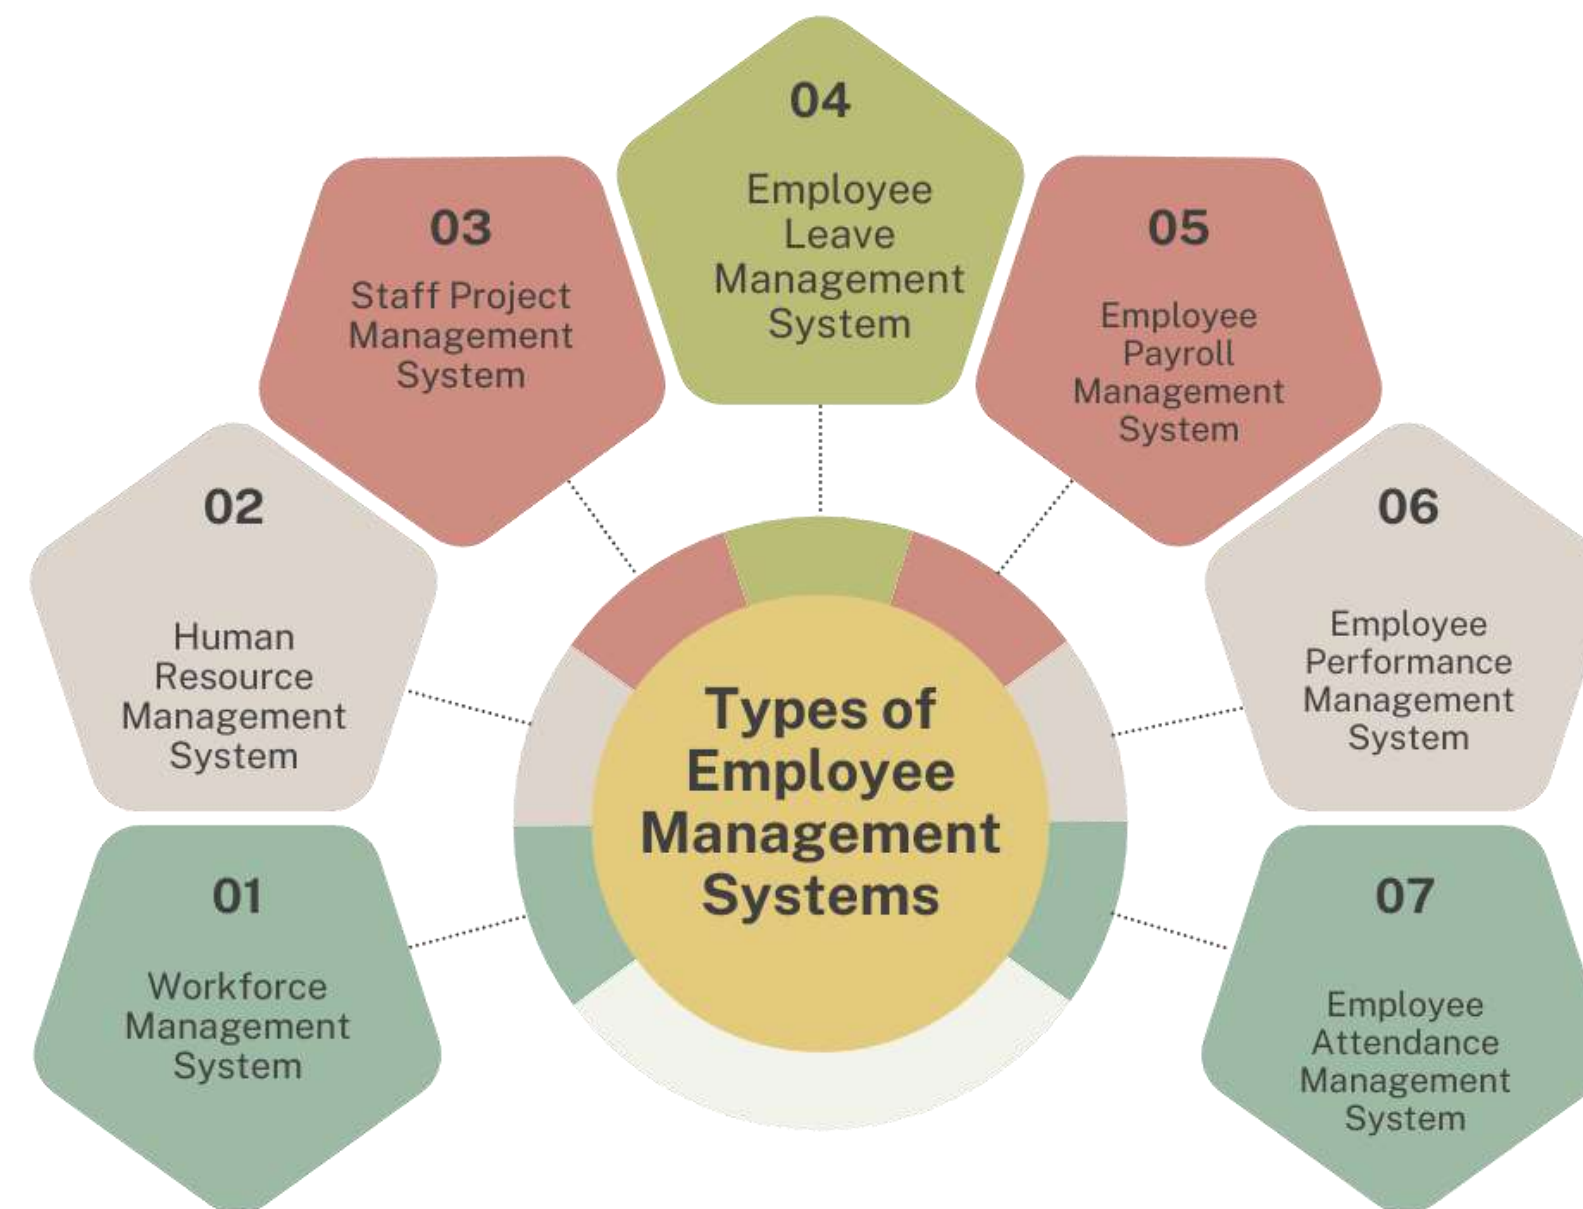 04
Employee
Leave
Management
System
03
Staff Project
Management
System
05
Employee
Payroll
Management
System
02
Human
Resource
Management
System
06
Employee
Performance
Management
System
Types of
Employee
Management
Systems
01
Workforce
Management
System
07
Employee
Attendance
Management
System